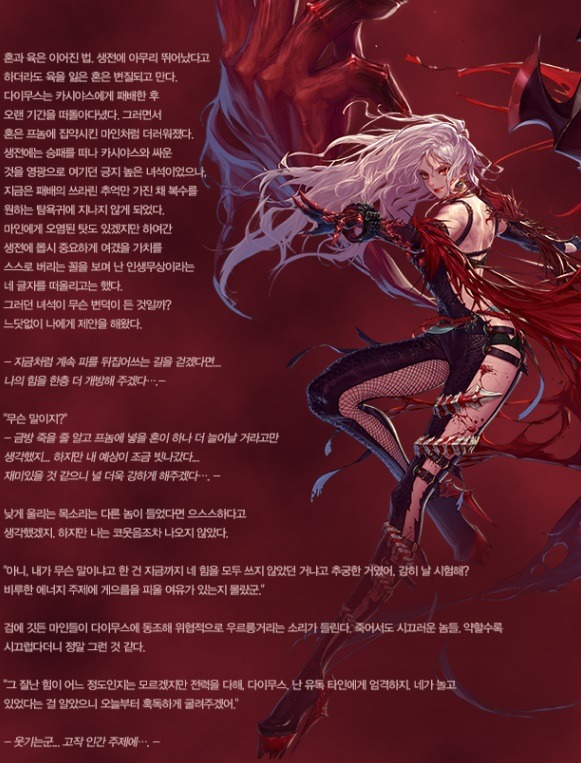 혼과 육은 이어진 법. 생전에 아무리 뛰어났다고
하더라도 육을 잃은 혼은 변질되고 만다.
다이무스는 카시야스에게 패배한 후
오랜 기간을 떠돌아다녔다. 그러면서
혼은 프놈에 집약시킨 마인처럼 더러워졌다.
생전에는 승패를 떠나 카시야스와 싸운
것을 영광으로 여기던 긍지 높은 녀석이었으나,
지금은 패배의 쓰라린 추억만 가진 채 복수를
원하는 탐욕귀에 지나지 않게 되었다.
마인에게 오염된 탓도 있겠지만 하여간
생전에 몹시 중요하게 여겼을 가치를
스스로 버리는 꼴을 보며 난 인생무상이라는
네 글자를 떠올리고는 했다.
그러던 녀석이 무슨 변덕이 든 것일까?
느닷없이 나에게 제안을 해왔다.
- 지금처럼 계속 피를 뒤집어쓰는 길을 걷겠다면...
나의 힘을 한층 더 개방해 주겠다….-
"무슨 말이지?"
- 금방 죽을 줄 알고 프놈에 넣을 혼이 하나 더 늘어날 거라고만
생각했지... 하지만 내 예상이 조금 빗나갔다...
재미있을 것 같으니 널 더욱 강하게 해주겠다…. -
낮게 울리는 목소리는 다른 놈이 들었다면 으스스하다고
생각했겠지. 하지만 나는 코웃음조차 나오지 않았다.
"아니, 내가 무슨 말이냐고 한 건 지금까지 네 힘을 모두 쓰지 않았던 거냐고 추궁한 거였어. 감히 날 시험해?
비루한 에너지 주제에 게으름을 피울 여유가 있는지 몰랐군."
검에 깃든 마인들이 다이무스에 동조해 위협적으로 우르릉거리는 소리가 들린다. 죽어서도 시끄러운 놈들. 약할수록
시끄럽다더니 정말 그런 것 같다.
"그 잘난 힘이 어느 정도인지는 모르겠지만 전력을 다해, 다이무스. 난 유독 타인에게 엄격하지. 네가 놀고
있었다는 걸 알았으니 오늘부터 혹독하게 굴려주겠어."
- 웃기는군... 고작 인간 주제에…. -